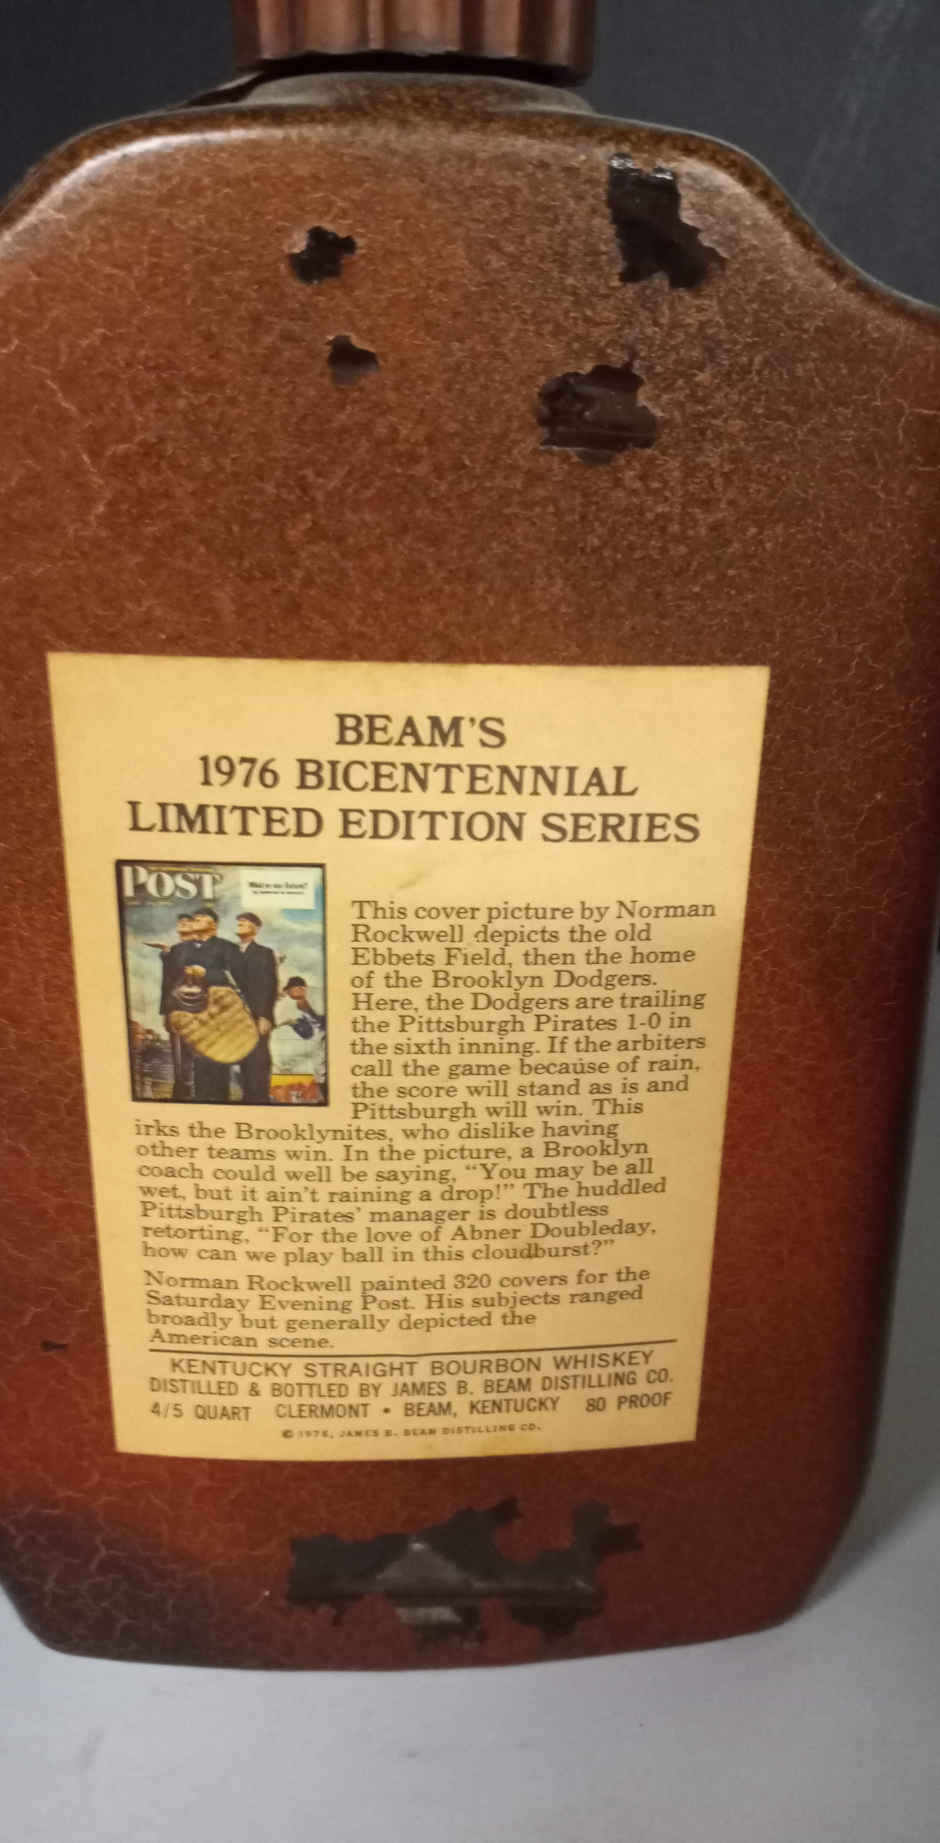 BEAM'S
1976 BICENTENNIAL
LIMITED EDITION SERIES
POST
This cover picture by Norman
Rockwell depicts the old
Ebbets Field, then the home
of the Brooklyn Dodgers.
Here, the Dodgers are trailing
the Pittsburgh Pirates 1-0 in
the sixth inning. If the arbiters
call the game because of rain,
the score will stand as is and
Pittsburgh will win. This
irks the Brooklynites, who dislike having
other teams win. In the picture, a Brooklyn
coach could well be saying, "You may be all
wet, but it ain't raining a drop!" The huddled
Pittsburgh Pirates' manager is doubtless
retorting, "For the love of Abner Doubleday,
how can we play ball in this cloudburst?"
Norman Rockwell painted 320 covers for the
Saturday Evening Post. His subjects ranged
broadly but generally depicted the
American scene.
KENTUCKY STRAIGHT BOURBON WHISKEY
DISTILLED & BOTTLED BY JAMES B. BEAM DISTILLING CO.
4/5 QUART CLERMONT • BEAM, KENTUCKY 80 PROOF
JAMES B. BEAM DISTILLING CO.